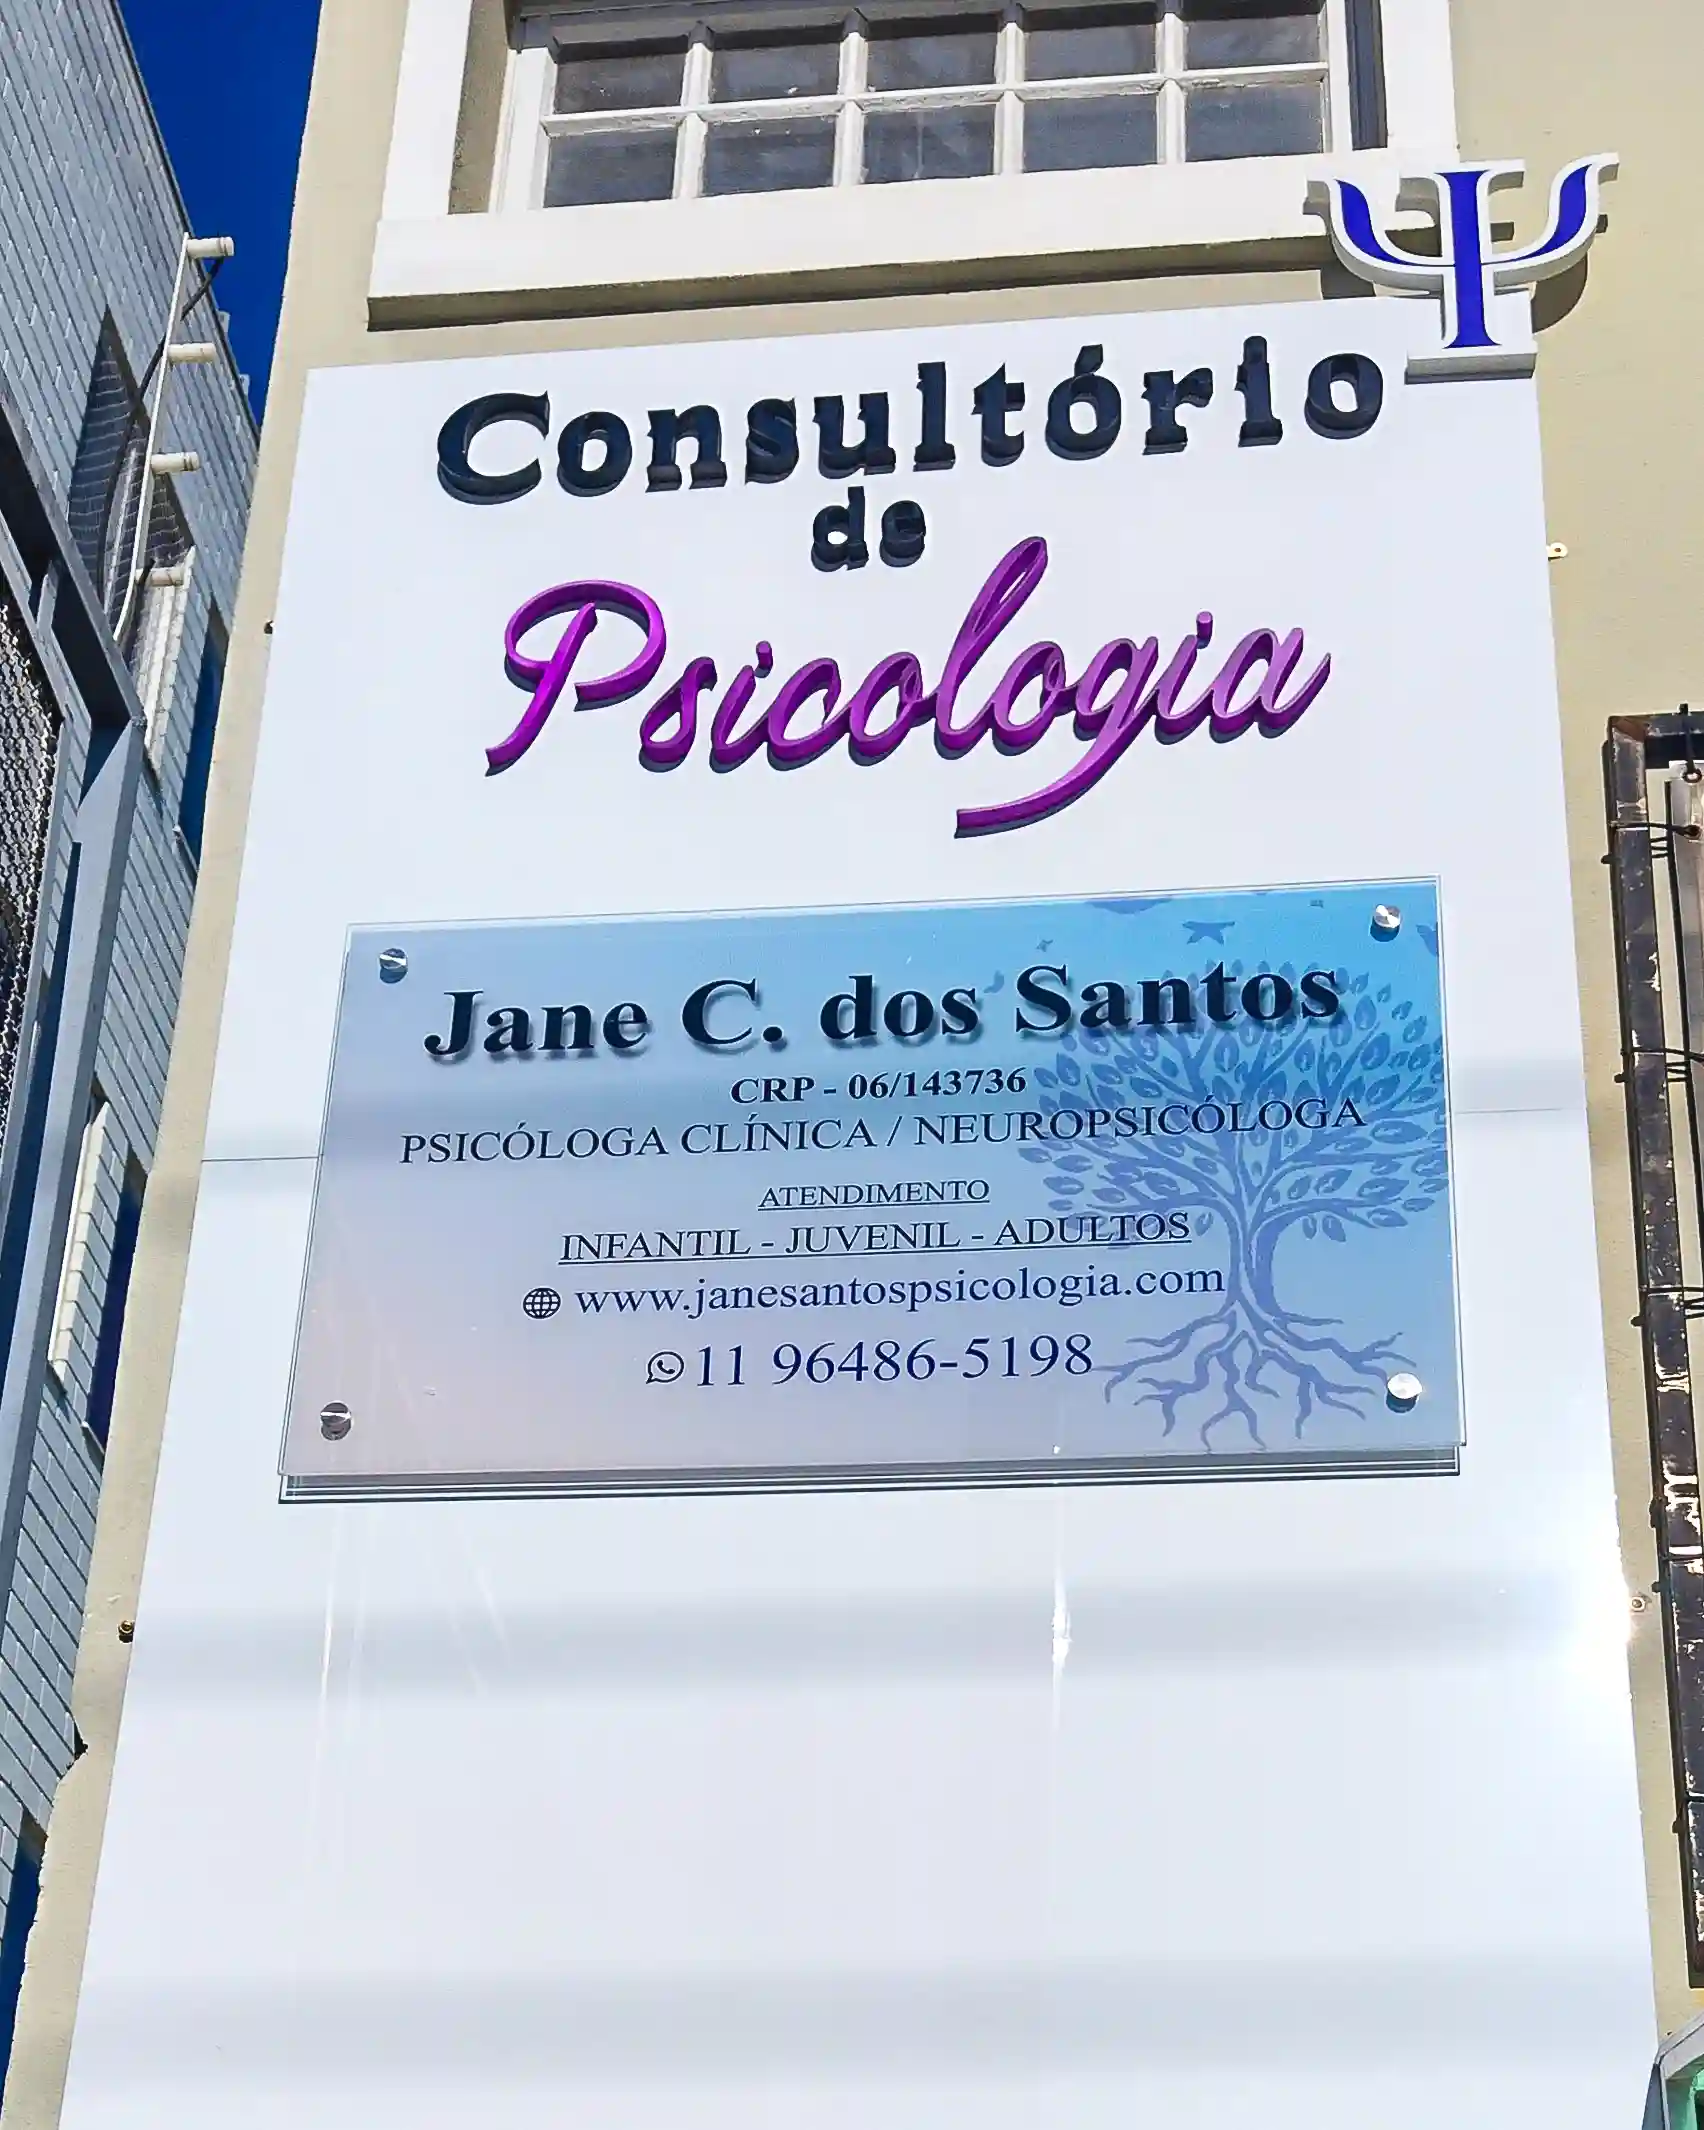 Ψ
Consultório
de
Psicologia
Jane C. dos Santos
CRP - 06/143736
PSICÓLOGA CLÍNICA / NEUROPSICÓLOGA
ATENDIMENTO
INFANTIL - JUVENIL - ADULTOS
www.janesantospsicologia.com
11 96486-5198